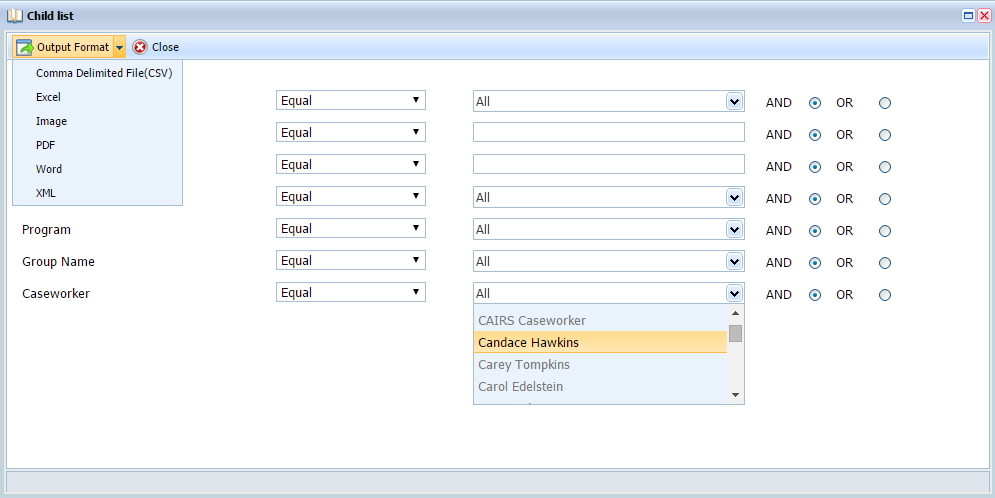 Child list
Output Format Close
Comma Delimited File(CSV)
Excel
Image
PDF
Word
XML
Equal All AND OR
Equal AND OR
Equal AND OR
Equal All AND OR
Program Equal All AND OR
Group Name Equal All AND OR
Caseworker Equal All AND OR
CAIRS Caseworker
Candace Hawkins
Carey Tompkins
Carol Edelstein